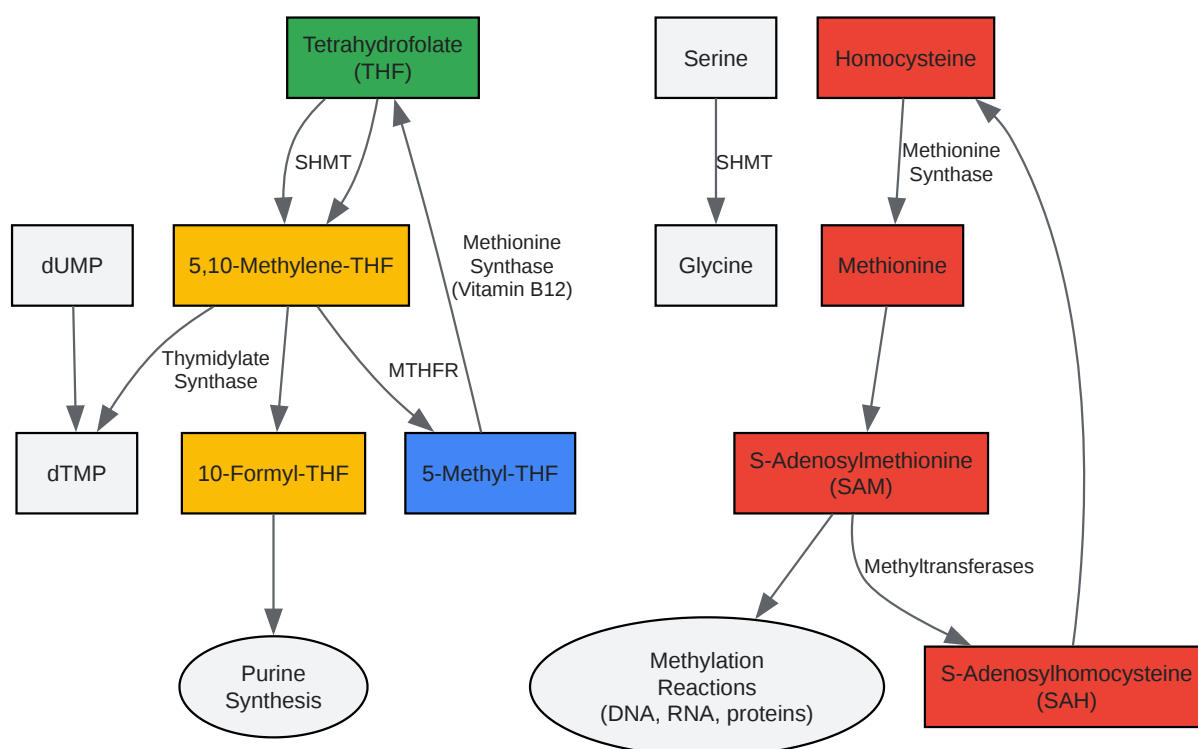 Tetrahydrofolate
(THF)
Serine
Homocysteine
SHMT
SHMT
Methionine
Synthase
dUMP
5,10-Methylene-THF
Methionine
Synthase
(Vitamin B12)
Glycine
Methionine
Thymidylate
Synthase
MTHFR
dTMP
10-Formyl-THF
5-Methyl-THF
S-Adenosylmethionine
(SAM)
Methyltransferases
Purine
Synthesis
Methylation
Reactions
(DNA, RNA, proteins)
S-Adenosylhomocysteine
(SAH)